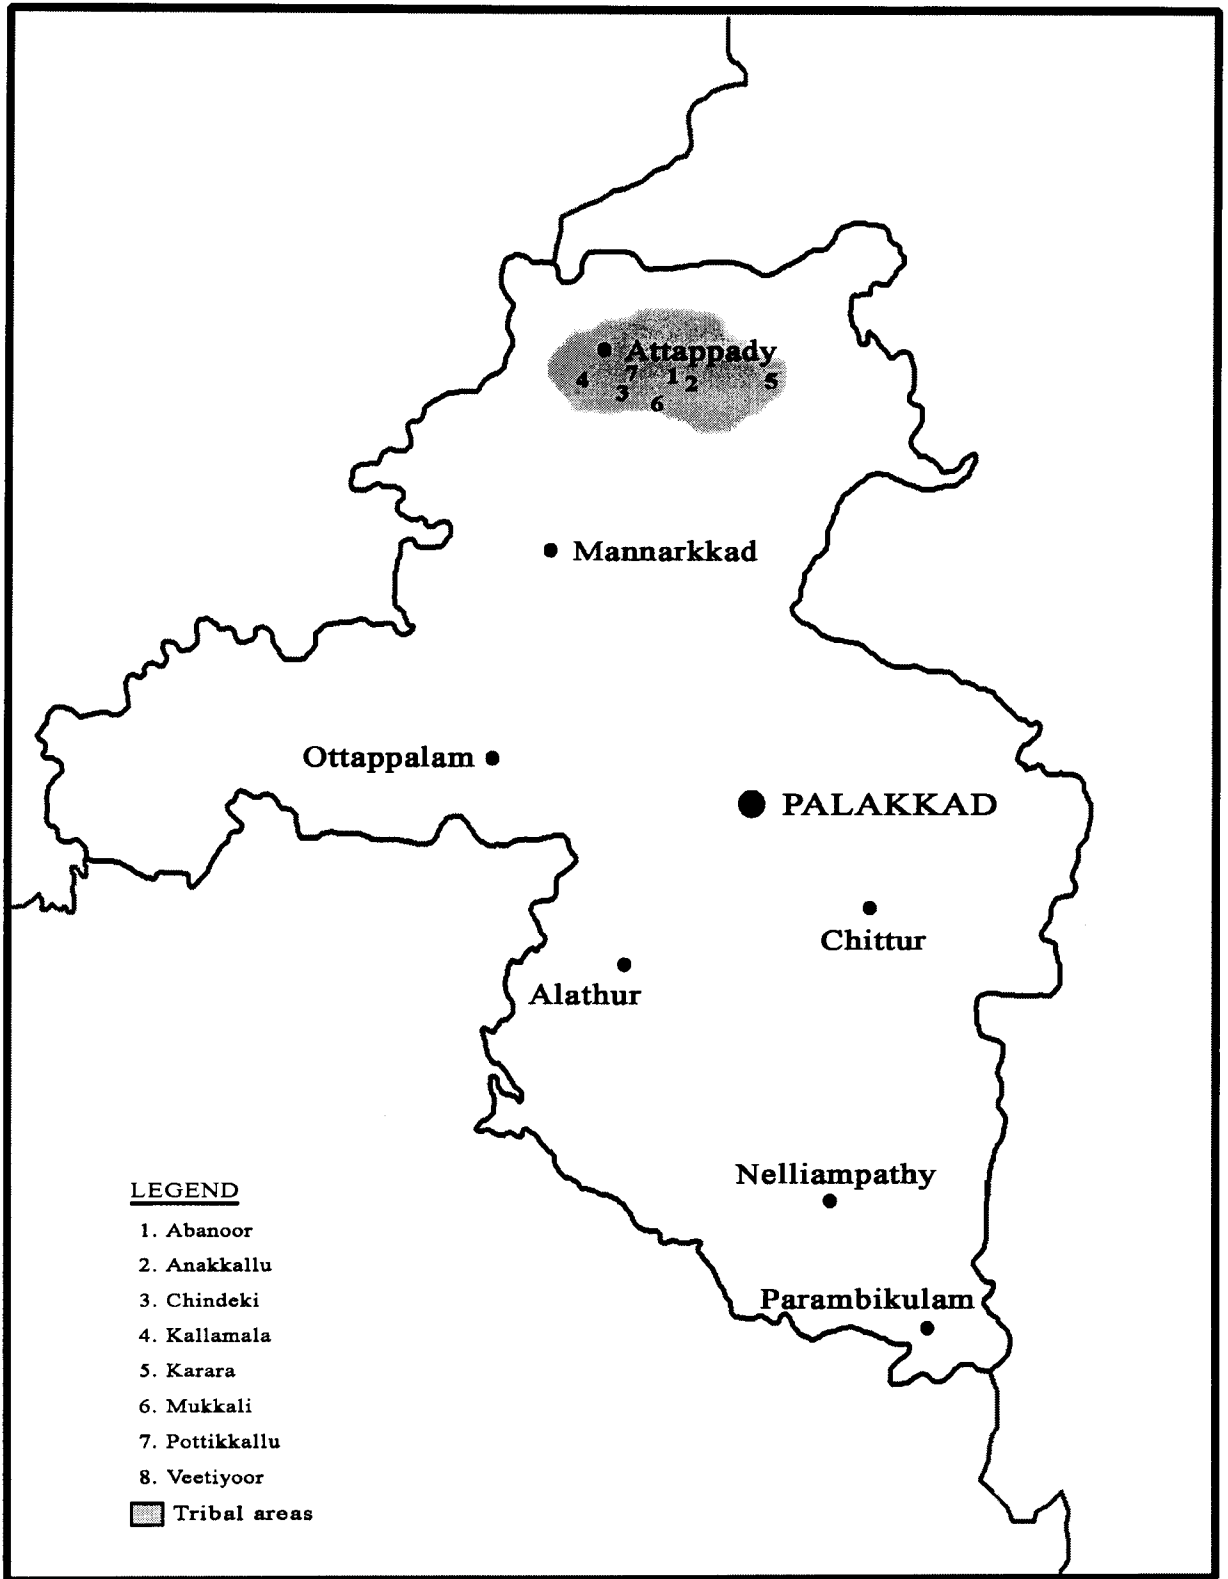 Attappady
4
7
3
1
2
6
5
Mannarkkad
Ottappalam
PALAKKAD
Chittur
Alathur
Nelliampathy
Parambikulam
LEGEND
1. Abanoor
2. Anakkallu
3. Chindeki
4. Kallamala
5. Karara
6. Mukkali
7. Pottikkallu
8. Veetiyoor
Tribal areas